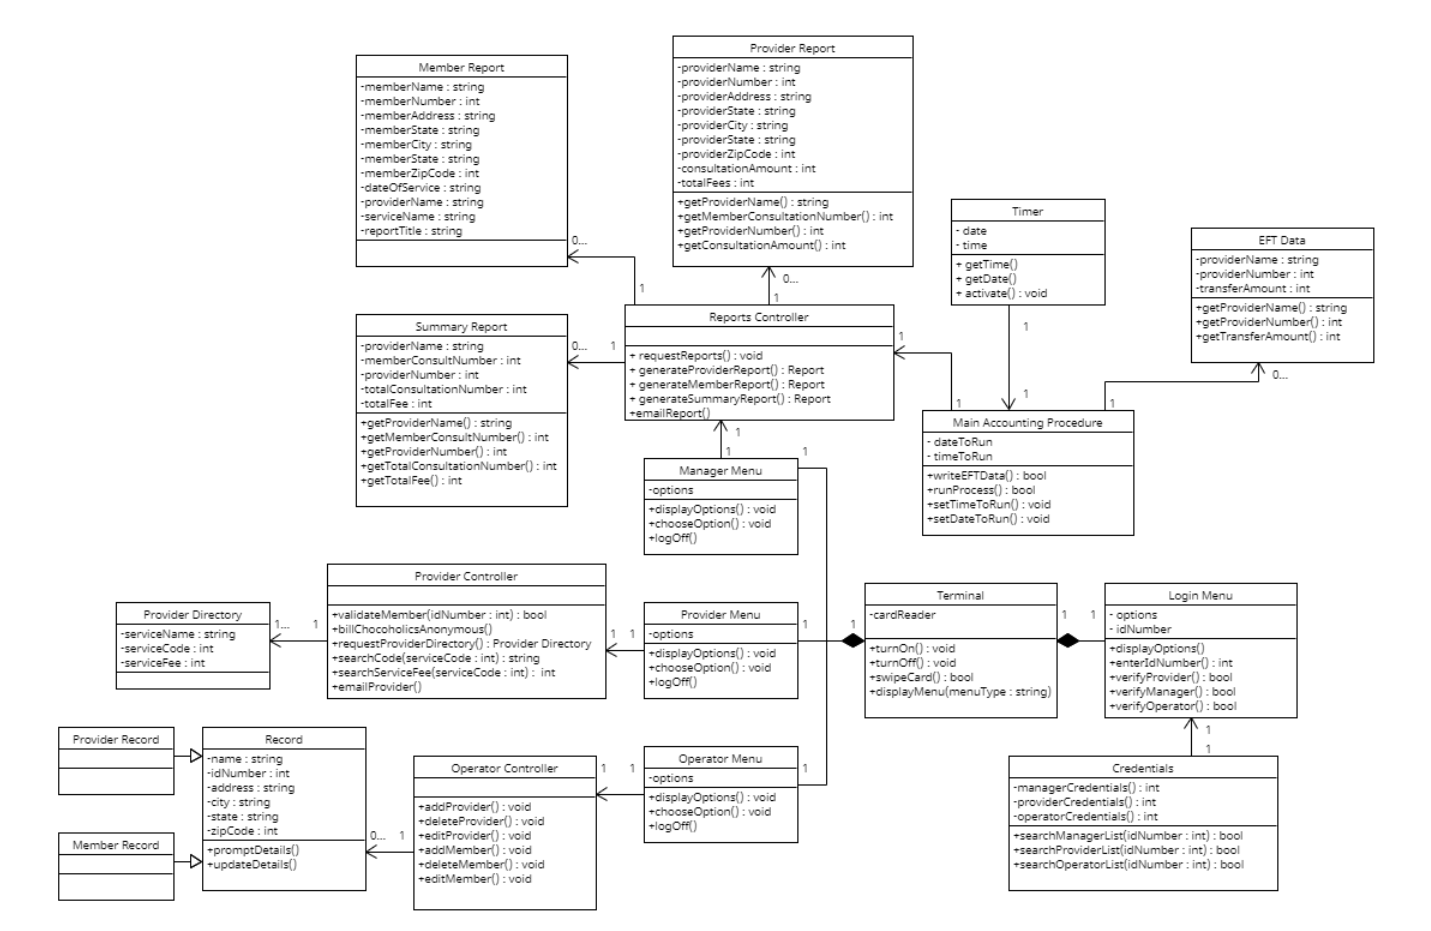 Member Report
-memberName : string
-memberNumber : int
-memberAddress : string
-memberState : string
-memberCity : string
-memberState : string
-memberZipCode : int
-dateOfService : string
-providerName : string
-serviceName : string
-reportTitle : string
0...
1
Provider Report
-providerName : string
-providerNumber : int
-providerAddress : string
-providerState : string
-providerCity : string
-providerState : string
-providerZipCode : int
-consultationAmount : int
-totalFees : int
+getProviderName() : string
+getMemberConsultationNumber() : int
+getProviderNumber() : int
+getConsultationAmount() : int
0...
1
Timer
- date
- time
+ getTime()
+ getDate()
+ activate() : void
1
1
EFT Data
-providerName : string
-providerNumber : int
-transferAmount : int
+getProviderName() : string
+getProviderNumber() : int
+getTransferAmount() : int
0...
1
Summary Report
-providerName : string
-memberConsultNumber : int
-providerNumber : int
-totalConsultationNumber : int
-totalFee : int
+getProviderName() : string
+getMemberConsultNumber() : int
+getProviderNumber() : int
+getTotalConsultationNumber() : int
+getTotalFee() : int
0...
1
Reports Controller
+ requestReports() : void
+ generateProviderReport() : Report
+ generateMemberReport() : Report
+ generateSummaryReport() : Report
+emailReport()
1
1
Main Accounting Procedure
- dateToRun
- timeToRun
+writeEFTData() : bool
+runProcess() : bool
+setTimeToRun() : void
+setDateToRun() : void
1
1
1
Manager Menu
-options
+displayOptions() : void
+chooseOption() : void
+logOff()
Provider Directory
-serviceName : string
-serviceCode : int
-serviceFee : int
1...
1
Provider Controller
+validateMember(idNumber : int) : bool
+billChocoholicsAnonymous()
+requestProviderDirectory() : Provider Directory
+searchCode(serviceCode : int) : string
+searchServiceFee(serviceCode : int) : int
+emailProvider()
1
1
Provider Menu
-options
+displayOptions() : void
+chooseOption() : void
+logOff()
1
1
Terminal
-cardReader
+turnOn() : void
+turnOff() : void
+swipeCard() : bool
+displayMenu(menuType : string)
1
1
Login Menu
- options
- idNumber
+displayOptions()
+enterIdNumber() : int
+verifyProvider() : bool
+verifyManager() : bool
+verifyOperator() : bool
1
1
Provider Record
Member Record
Record
-name : string
-idNumber : int
-address : string
-city : string
-state : string
-zipCode : int
+promptDetails()
+updateDetails()
0...
1
Operator Controller
+addProvider() : void
+deleteProvider() : void
+editProvider() : void
+addMember() : void
+deleteMember() : void
+editMember() : void
1
1
Operator Menu
-options
+displayOptions() : void
+chooseOption() : void
+logOff()
1
Credentials
-managerCredentials() : int
-providerCredentials() : int
-operatorCredentials() : int
+searchManagerList(idNumber : int) : bool
+searchProviderList(idNumber : int) : bool
+searchOperatorList(idNumber : int) : bool